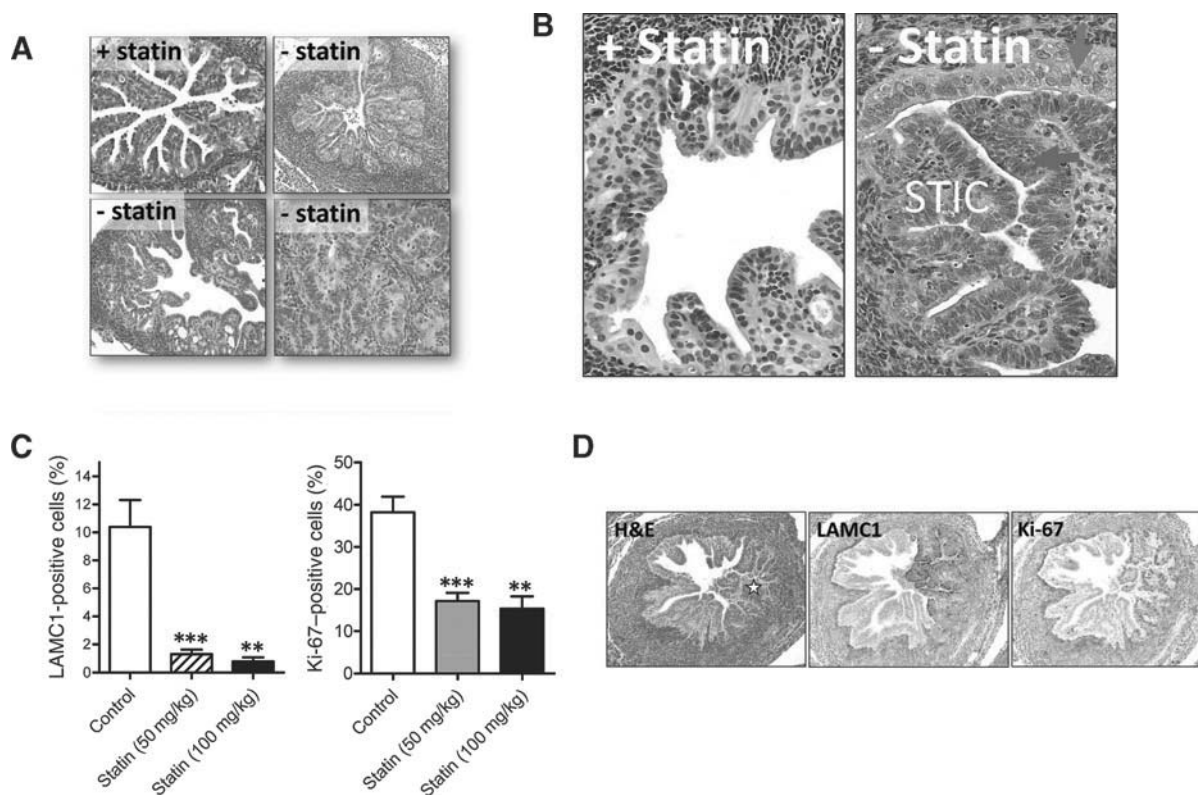 A
+ statin
- statin
- statin
- statin
B
+ Statin
- Statin
STIC
C
LAMC1-positive cells (%)
14
12
10
8
6
4
2
0
***
**
Control
Statin (50 mg/kg)
Statin (100 mg/kg)
Ki-67–positive cells (%)
50
40
30
20
10
0
***
**
Control
Statin (50 mg/kg)
Statin (100 mg/kg)
D
H&E
LAMC1
Ki-67